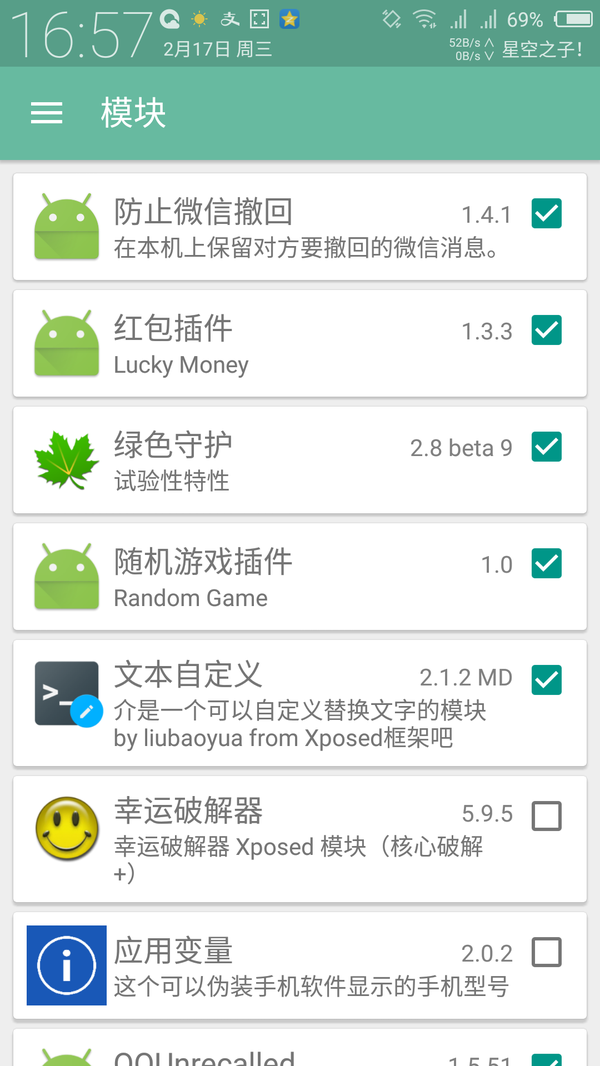 16:57
支
69%
2月17日 周三
52B/s ∧
0B/s ∨
星空之子!
模块
防止微信撤回
1.4.1
在本机上保留对方要撤回的微信消息。
红包插件
1.3.3
Lucky Money
绿色守护
2.8 beta 9
试验性特性
随机游戏插件
1.0
Random Game
>_
文本自定义
2.1.2 MD
介是一个可以自定义替换文字的模块
by liubaoyua from Xposed框架吧
幸运破解器
5.9.5
幸运破解器 Xposed 模块（核心破解
+）
i
应用变量
2.0.2
这个可以伪装手机软件显示的手机型号
QQUnrecalled
1.5.51